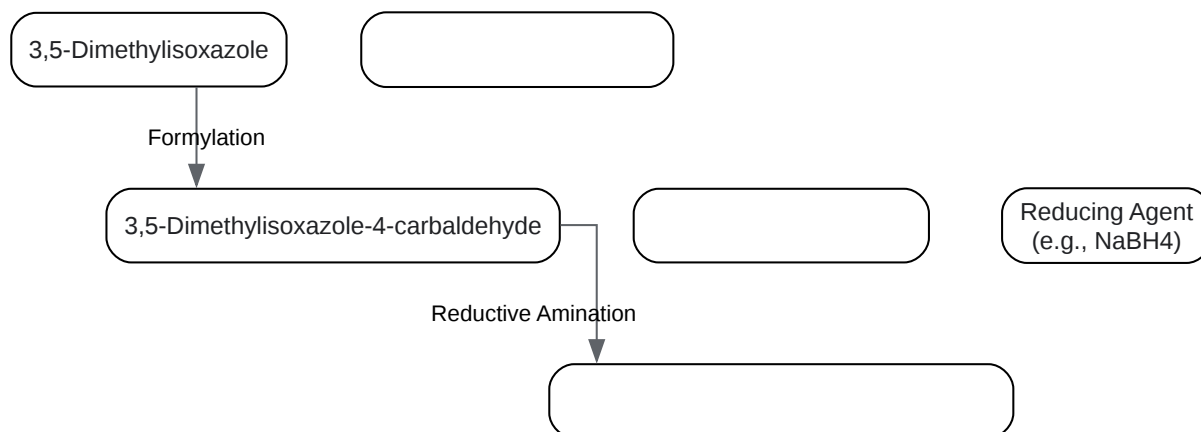 3,5-Dimethylisoxazole
Formylation
3,5-Dimethylisoxazole-4-carbaldehyde
Reducing Agent
(e.g., NaBH4)
Reductive Amination